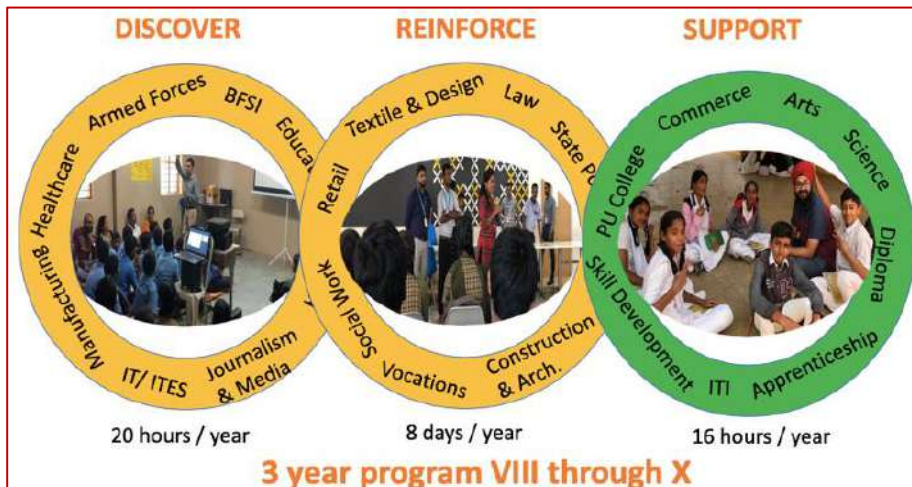 DISCOVER
REINFORCE
SUPPORT
Manufacturing
Healthcare
Armed Forces
BFSI
IT/ ITES
Journalism
& Media
Retail
Textile & Design
Law
Social Work
Vocations
Construction
& Arch.
PU College
Commerce
Arts
Science
Diploma
Skill Development
ITI
Apprenticeship
20 hours / year
8 days / year
16 hours / year
3 year program VIII through X